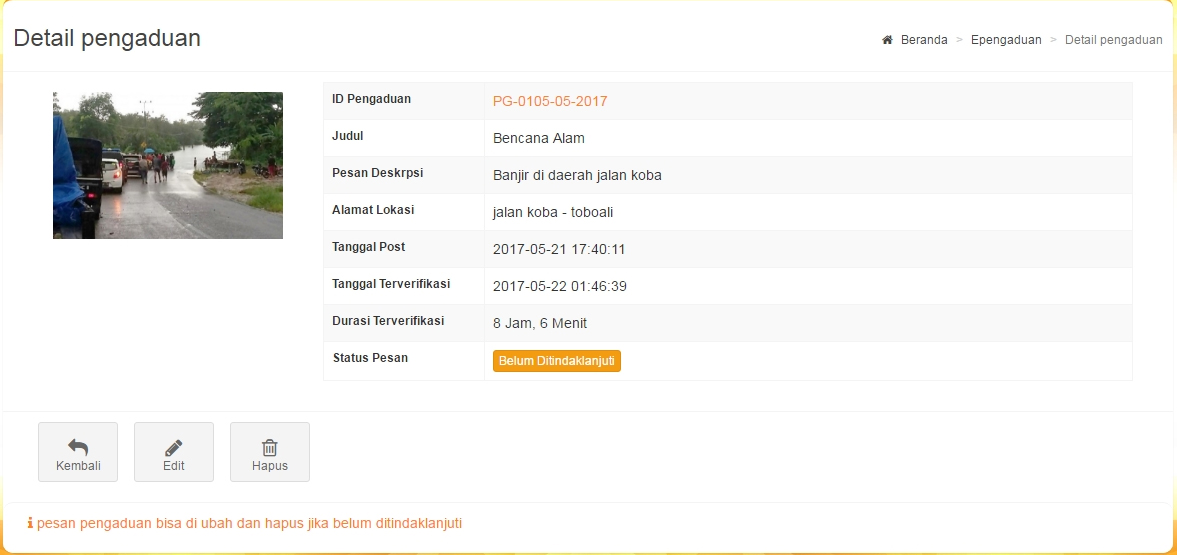 Detail pengaduan
Beranda > Epengaduan > Detail pengaduan
ID Pengaduan PG-0105-05-2017
Judul Bencana Alam
Pesan Deskrpsi Banjir di daerah jalan koba
Alamat Lokasi jalan koba - toboali
Tanggal Post 2017-05-21 17:40:11
Tanggal Terverifikasi 2017-05-22 01:46:39
Durasi Terverifikasi 8 Jam, 6 Menit
Status Pesan Belum Ditindaklanjuti
Kembali Edit Hapus
pesan pengaduan bisa di ubah dan hapus jika belum ditindaklanjuti